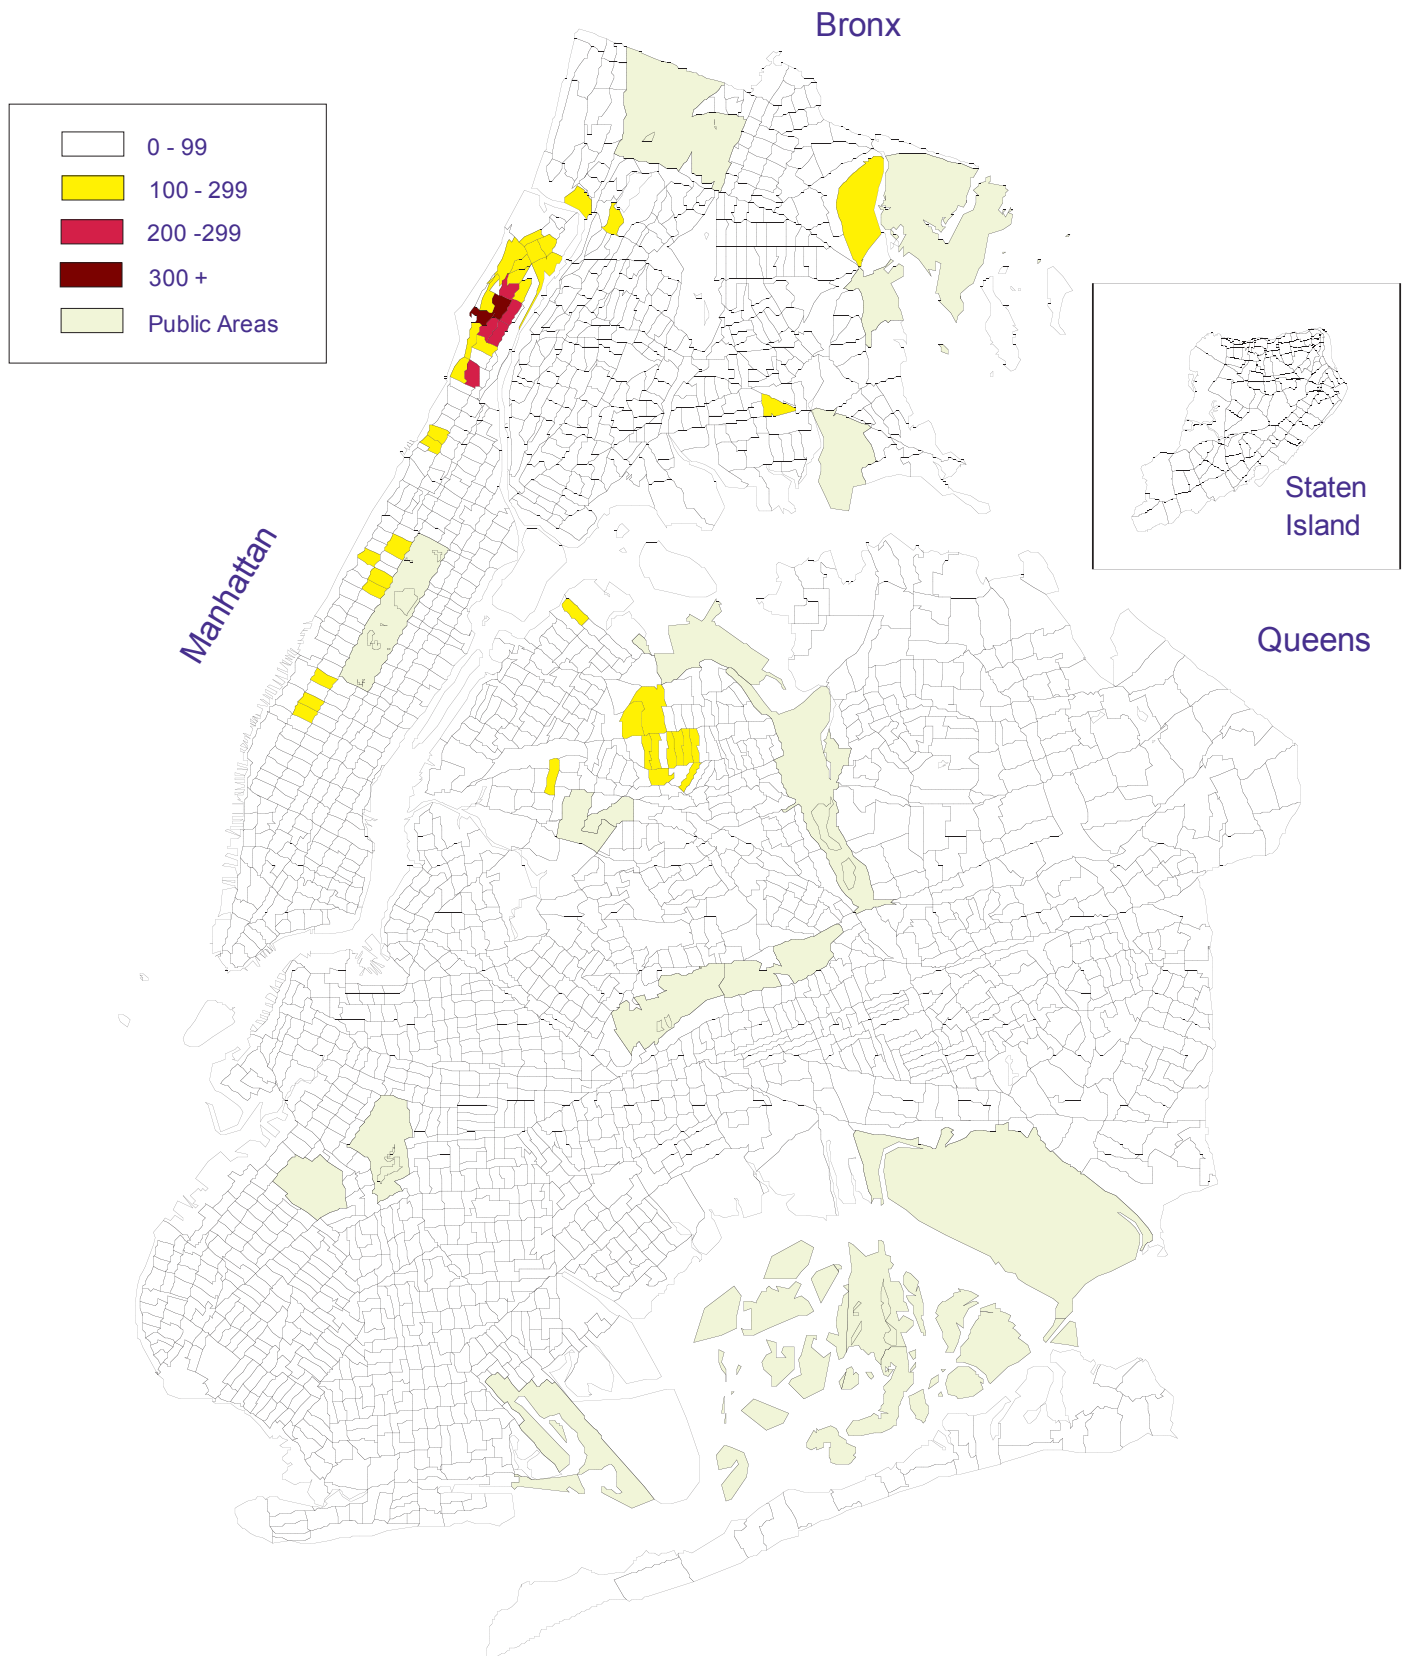 Bronx
0 - 99
100 - 299
200 -299
300 +
Public Areas
Staten
Island
Manhattan
Queens